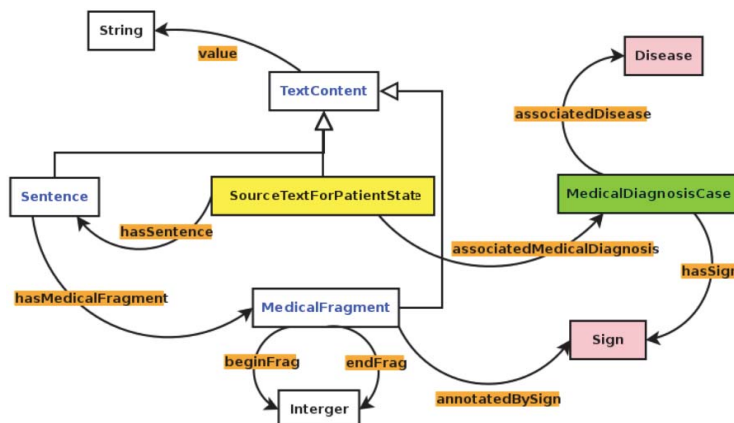 String
value
Disease
TextContent
associatedDisease
Sentence
SourceTextForPatientState
MedicalDiagnosisCase
hasSentence
associatedMedicalDiagnosis
hasSign
hasMedicalFragment
MedicalFragment
Sign
beginFrag
endFrag
annotatedBySign
Interger